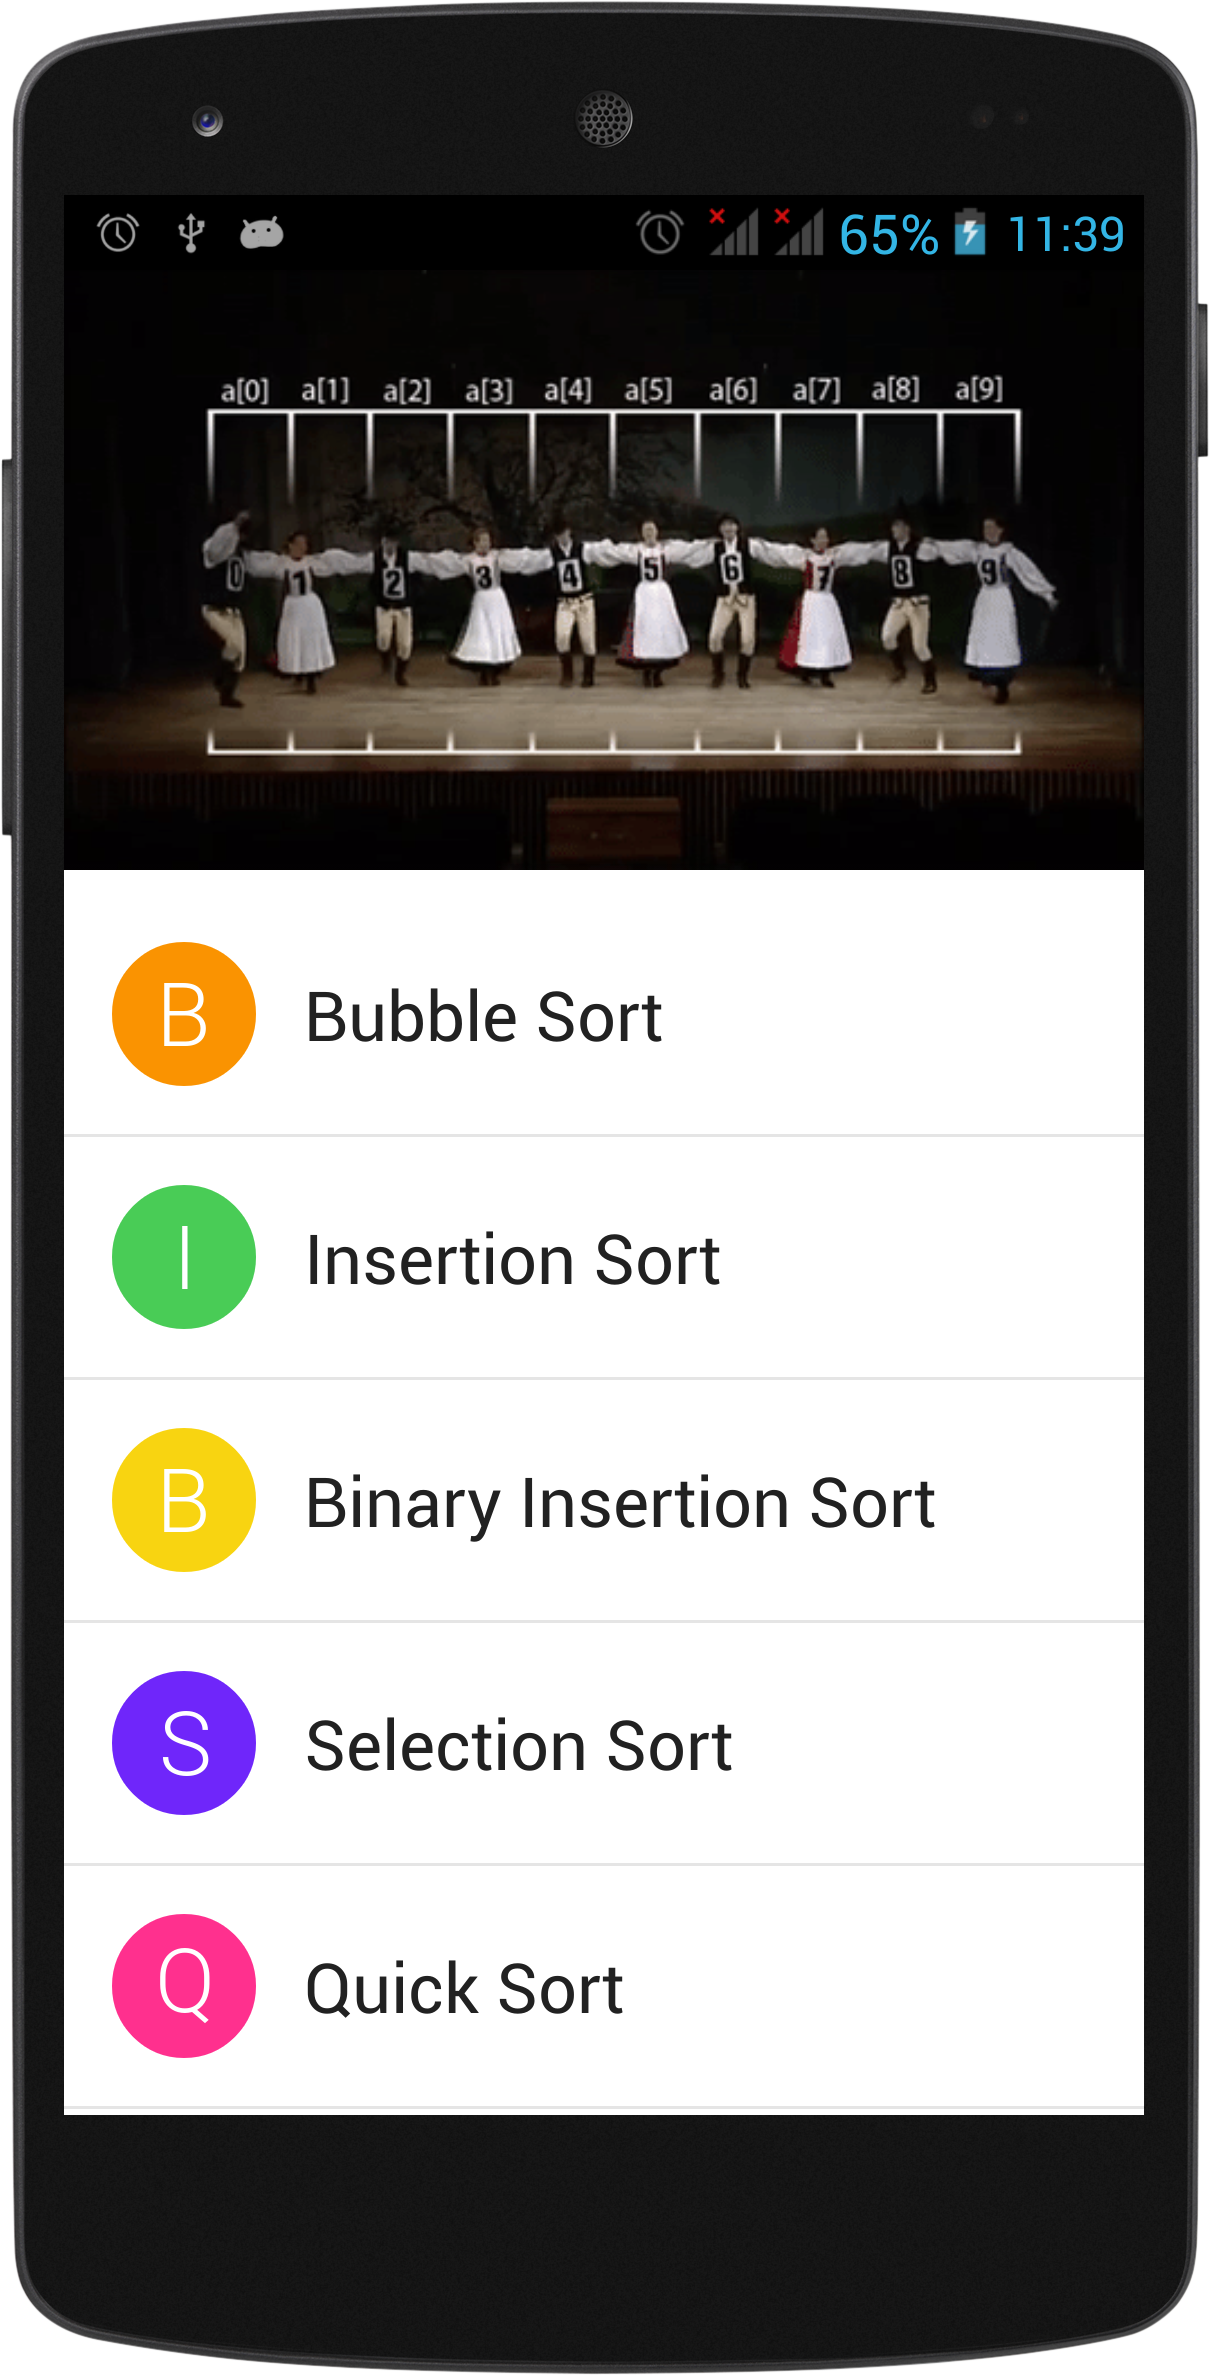 65% 11:39
a[0] a[1] a[2] a[3] a[4] a[5] a[6] a[7] a[8] a[9]
0 1 2 3 4 5 6 7 8 9
B Bubble Sort
I Insertion Sort
B Binary Insertion Sort
S Selection Sort
Q Quick Sort